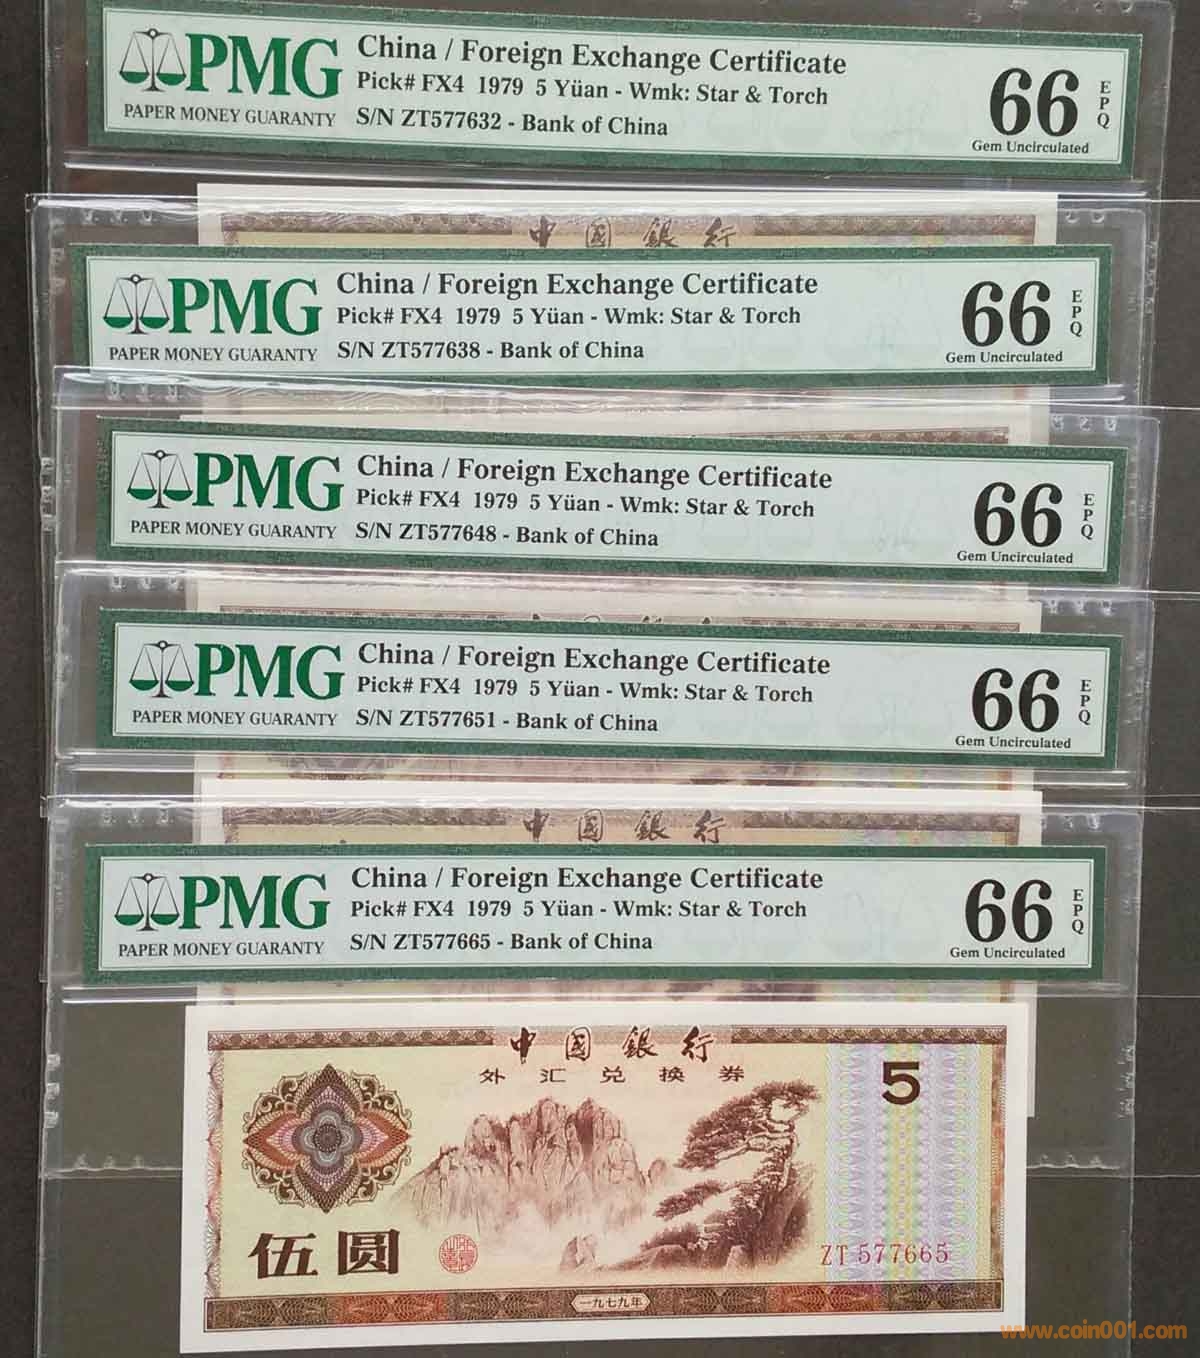 PMG
PAPER MONEY GUARANTY
China / Foreign Exchange Certificate
Pick# FX4 1979 5 Yüan - Wmk: Star & Torch
S/N ZT577632 - Bank of China
66
EPQ
Gem Uncirculated
中國銀行
PMG
PAPER MONEY GUARANTY
China / Foreign Exchange Certificate
Pick# FX4 1979 5 Yüan - Wmk: Star & Torch
S/N ZT577638 - Bank of China
66
EPQ
Gem Uncirculated
PMG
PAPER MONEY GUARANTY
China / Foreign Exchange Certificate
Pick# FX4 1979 5 Yüan - Wmk: Star & Torch
S/N ZT577648 - Bank of China
66
EPQ
Gem Uncirculated
PMG
PAPER MONEY GUARANTY
China / Foreign Exchange Certificate
Pick# FX4 1979 5 Yüan - Wmk: Star & Torch
S/N ZT577651 - Bank of China
66
EPQ
Gem Uncirculated
中國銀行
PMG
PAPER MONEY GUARANTY
China / Foreign Exchange Certificate
Pick# FX4 1979 5 Yüan - Wmk: Star & Torch
S/N ZT577665 - Bank of China
66
EPQ
Gem Uncirculated
中國銀行
外汇兑换券
5
伍圆
ZT 577665
一九七九年
www.coin001.com